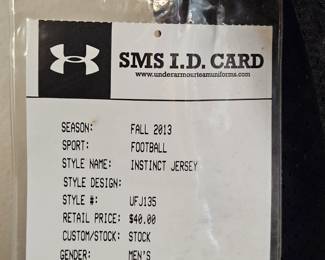 SMS I.D. CARD
www.underarmourteamuniforms.com
SEASON: FALL 2013
SPORT: FOOTBALL
STYLE NAME: INSTINCT JERSEY
STYLE DESIGN:
STYLE #: UFJ135
RETAIL PRICE: $40.00
CUSTOM/STOCK: STOCK
GENDER: MEN'S